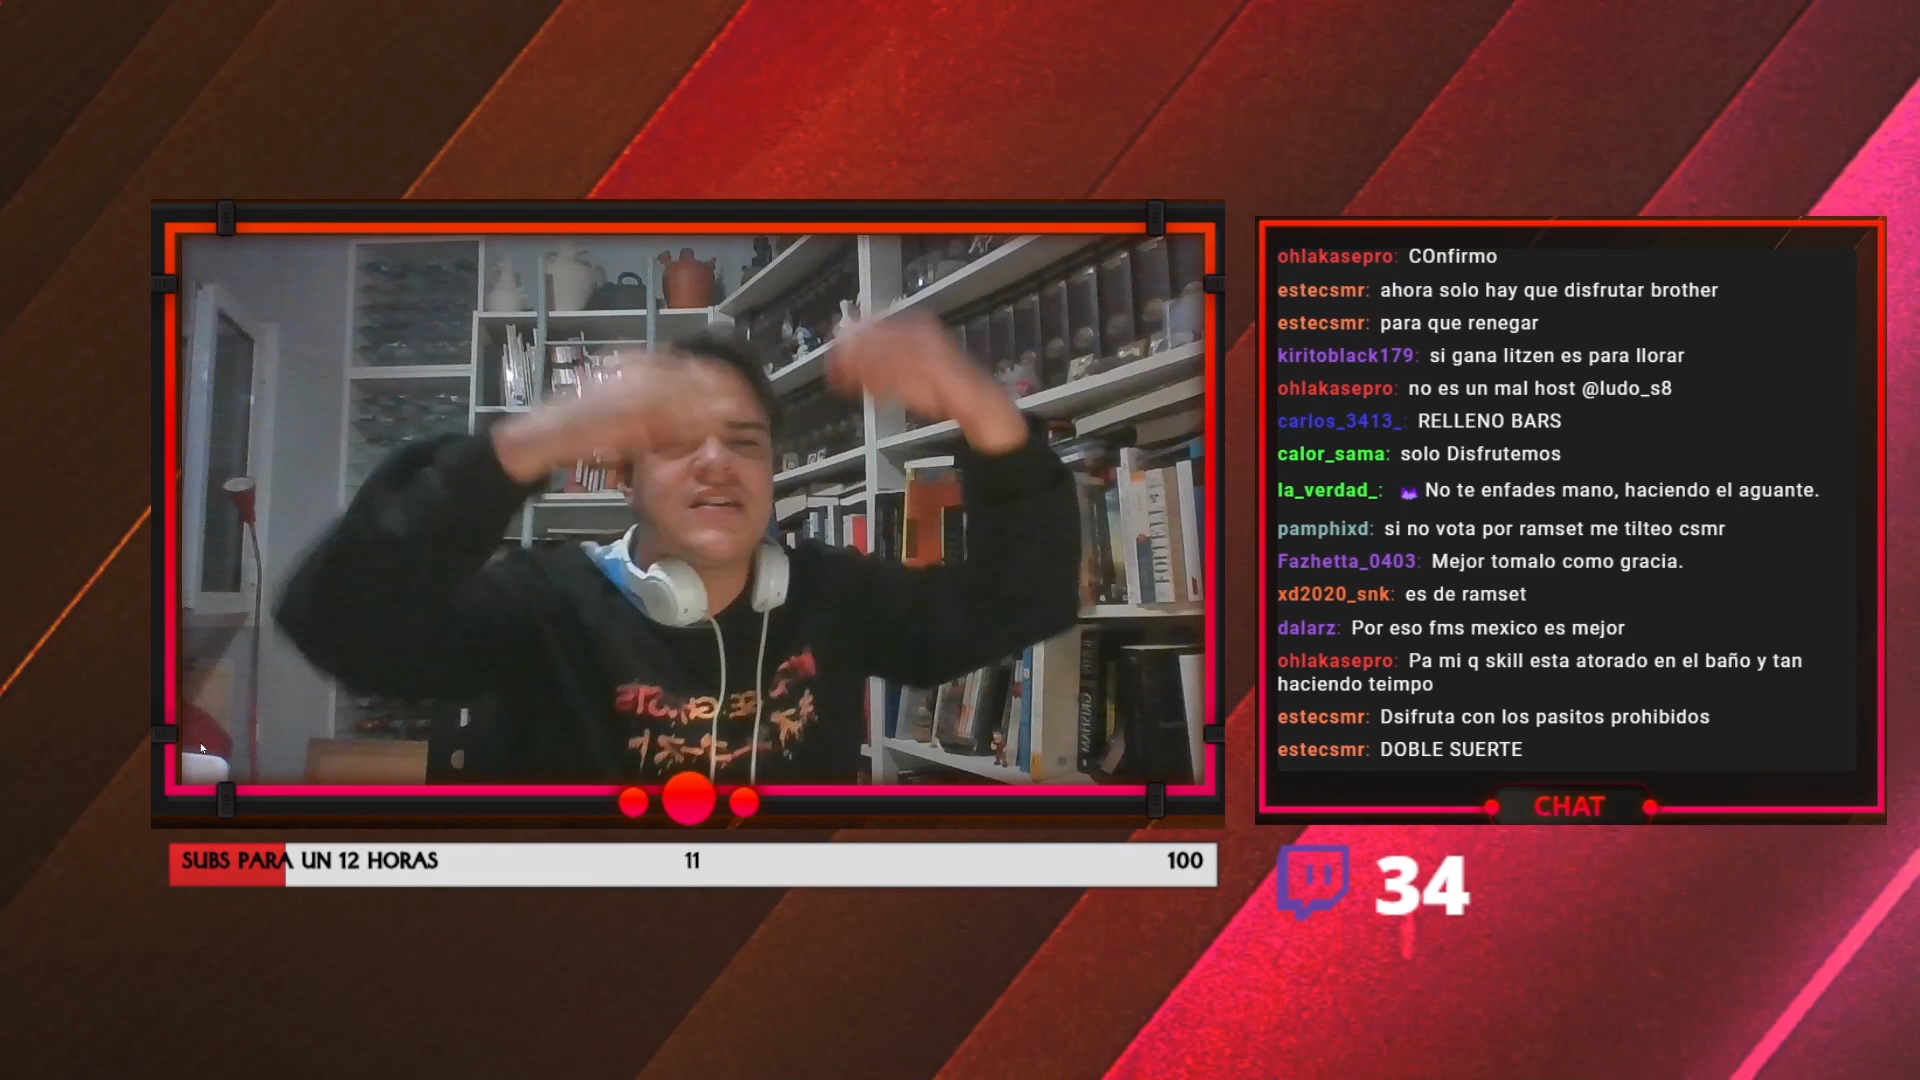 ohlakasepro: COnfirmo
estecsmr: ahora solo hay que disfrutar brother
estecsmr: para que renegar
kiritoblack179: si gana litzen es para llorar
ohlakasepro: no es un mal host @ludo_s8
carlos_3413_: RELLENO BARS
calor_sama: solo Disfrutemos
la_verdad_: No te enfades mano, haciendo el aguante.
pamphixd: si no vota por ramset me tilteo csmr
Fazhetta_0403: Mejor tomalo como gracia.
xd2020_snk: es de ramset
dalarz: Por eso fms mexico es mejor
ohlakasepro: Pa mi q skill esta atorado en el baño y tan
haciendo teimpo
estecsmr: Dsifruta con los pasitos prohibidos
estecsmr: DOBLE SUERTE
CHAT
SUBS PARA UN 12 HORAS 11 100
34